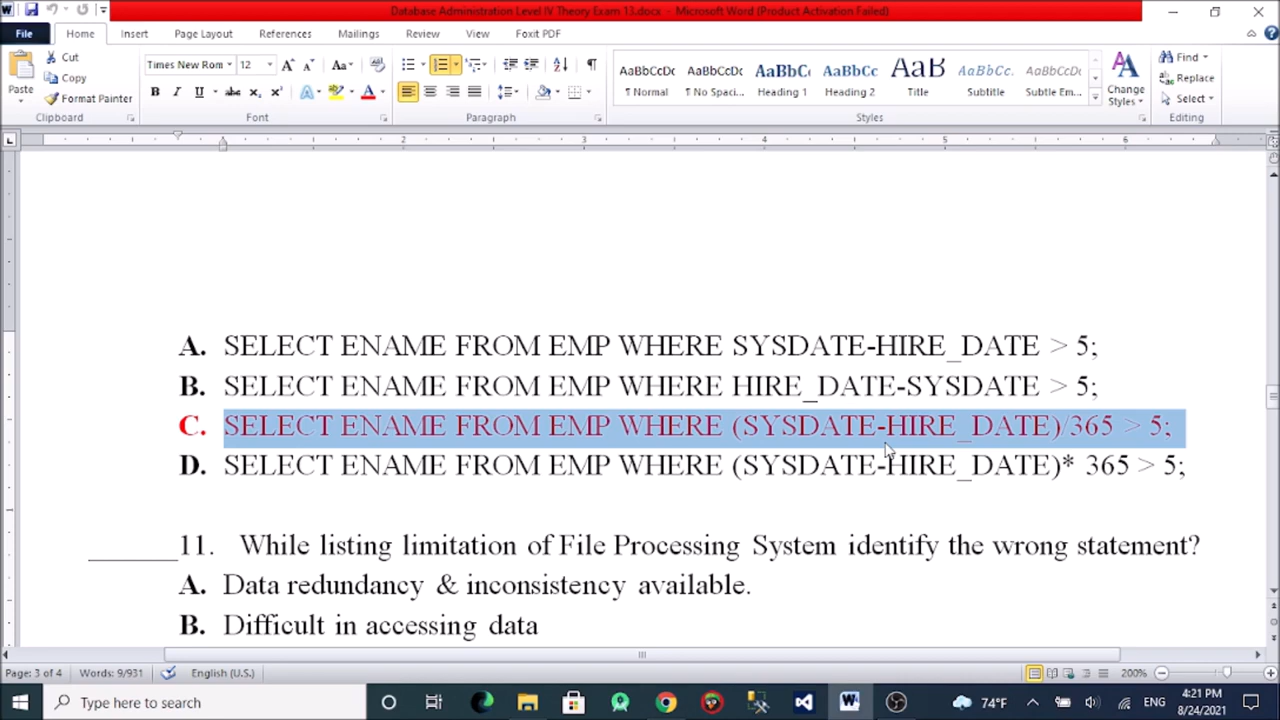 Database Administration Level IV Theory Exam 13.docx - Microsoft Word (Product Activation Failed)
File Home Insert Page Layout References Mailings Review View Foxit PDF
Paste Cut Copy Format Painter
Times New Rom 12
AaBbCcDc AaBbCcDc AaBbCc AaBbCc AaB AaBbCc. AaBbCcDc
¶ Normal ¶ No Spaci... Heading 1 Heading 2 Title Subtitle Subtle Em...
Change Styles
Find Replace Select
Clipboard Font Paragraph Styles Editing
2 3 4 5 6
A. SELECT ENAME FROM EMP WHERE SYSDATE-HIRE_DATE > 5;
B. SELECT ENAME FROM EMP WHERE HIRE_DATE-SYSDATE > 5;
C. SELECT ENAME FROM EMP WHERE (SYSDATE-HIRE_DATE)/365 > 5;
D. SELECT ENAME FROM EMP WHERE (SYSDATE-HIRE_DATE)* 365 > 5;
_______11. While listing limitation of File Processing System identify the wrong statement?
A. Data redundancy & inconsistency available.
B. Difficult in accessing data
Page: 3 of 4 Words: 9/931 English (U.S.) 200%
Type here to search 74°F ENG 4:21 PM
8/24/2021